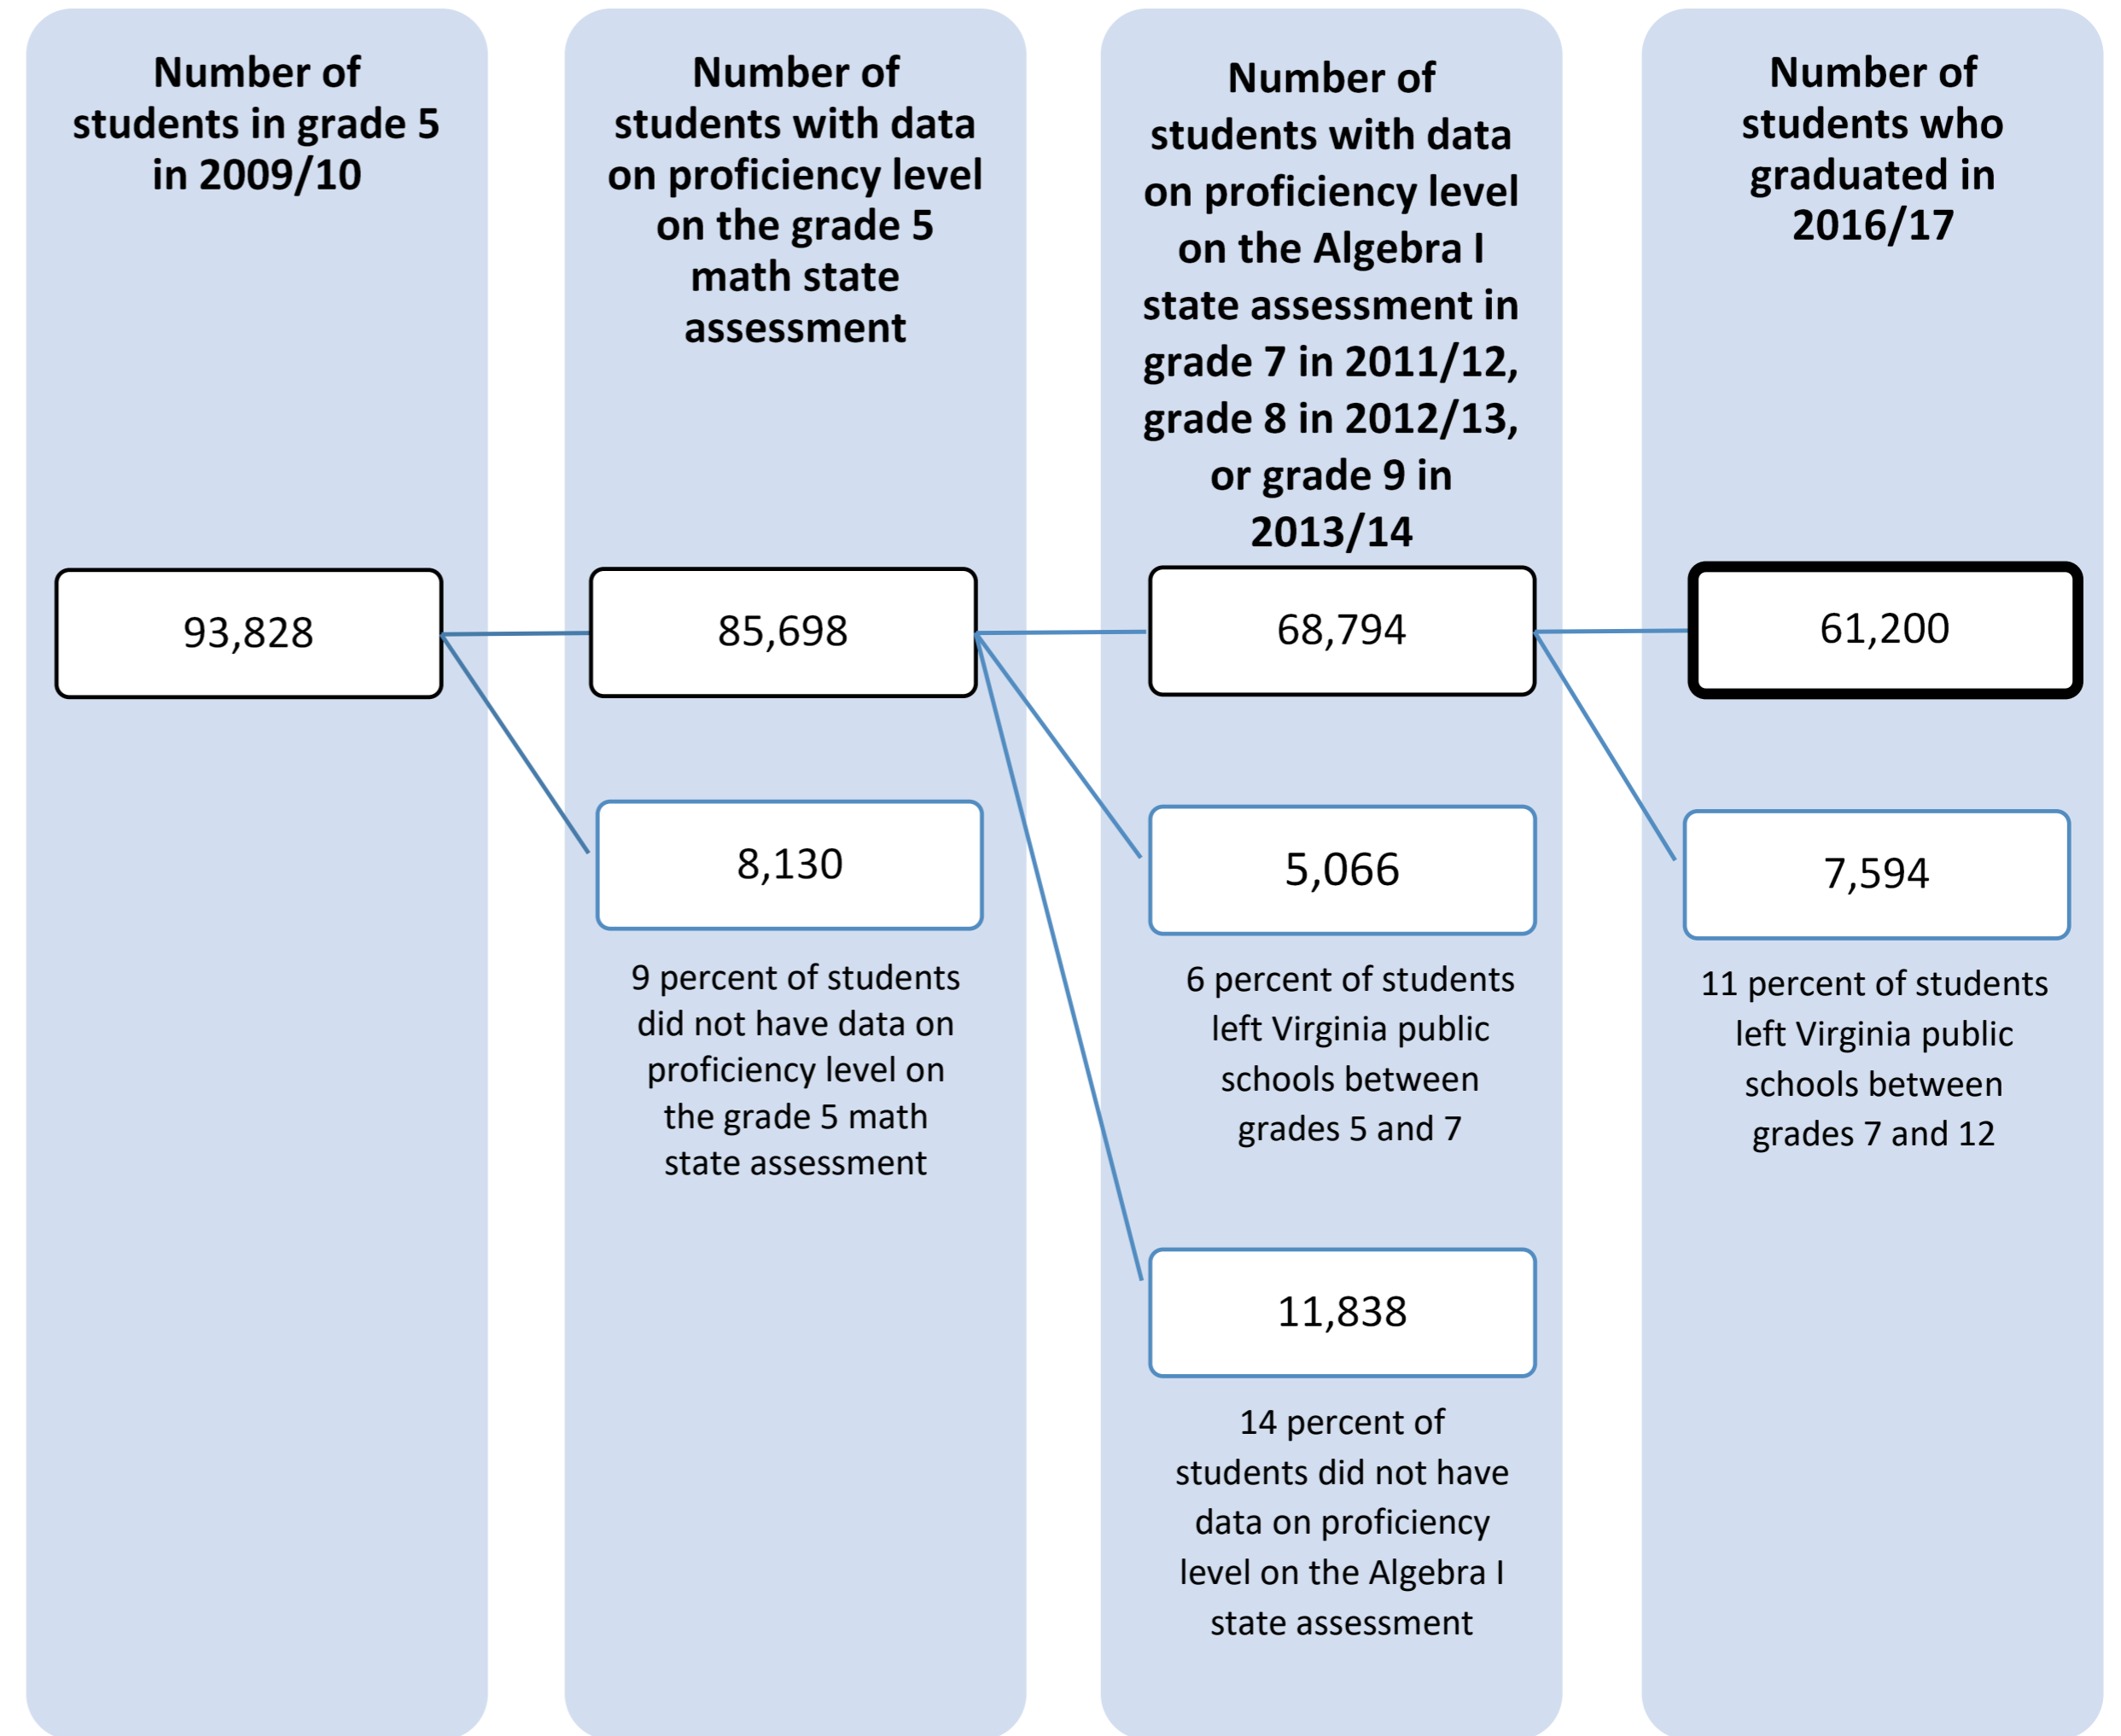 Number of
students in grade 5
in 2009/10
Number of
students with data
on proficiency level
on the grade 5
math state
assessment
Number of
students with data
on proficiency level
on the Algebra I
state assessment in
grade 7 in 2011/12,
grade 8 in 2012/13,
or grade 9 in
2013/14
Number of
students who
graduated in
2016/17
93,828
85,698
68,794
61,200
8,130
9 percent of students
did not have data on
proficiency level on
the grade 5 math
state assessment
5,066
6 percent of students
left Virginia public
schools between
grades 5 and 7
7,594
11 percent of students
left Virginia public
schools between
grades 7 and 12
11,838
14 percent of
students did not have
data on proficiency
level on the Algebra I
state assessment